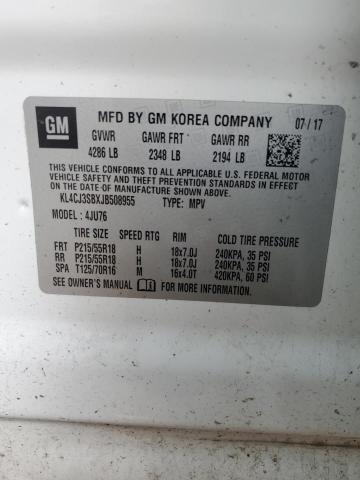 GM
MFD BY GM KOREA COMPANY 07/17
GVWR GAWR FRT GAWR RR
4286 LB 2348 LB 2194 LB
THIS VEHICLE CONFORMS TO ALL APPLICABLE U.S. FEDERAL MOTOR
VEHICLE SAFETY, BUMPER, AND THEFT PREVENTION STANDARDS IN
EFFECT ON THE DATE OF MANUFACTURE SHOWN ABOVE.
KL4CJ3SBXJB508955 TYPE: MPV
MODEL : 4JU76
TIRE SIZE SPEED RTG RIM COLD TIRE PRESSURE
FRT P215/55R18 H 18x7.0J 240KPA, 35 PSI
RR P215/55R18 H 18x7.0J 240KPA, 35 PSI
SPA T125/70R16 M 16x4.0T 420KPA, 60 PSI
SEE OWNER'S MANUAL FOR MORE INFORMATION